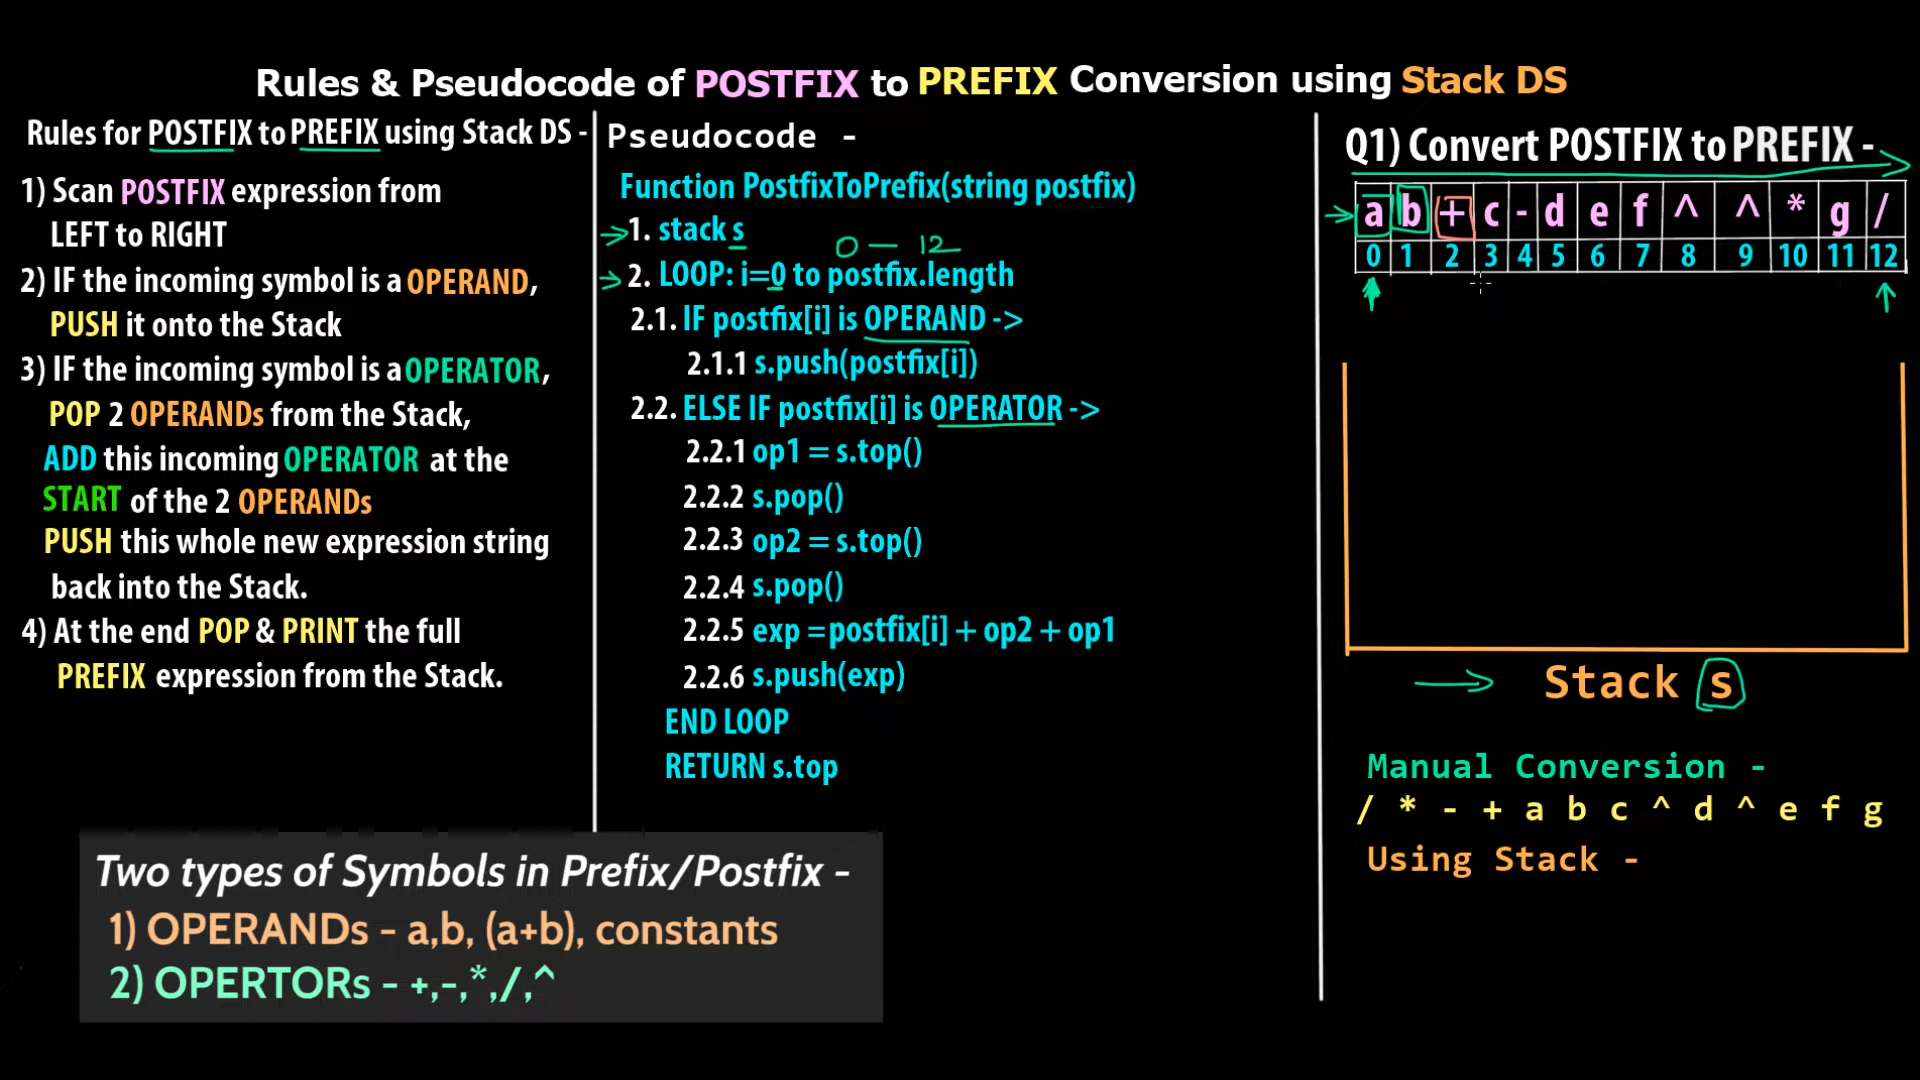 Rules & Pseudocode of POSTFIX to PREFIX Conversion using Stack DS
Rules for POSTFIX to PREFIX using Stack DS -
1) Scan POSTFIX expression from
LEFT to RIGHT
2) IF the incoming symbol is a OPERAND,
PUSH it onto the Stack
3) IF the incoming symbol is a OPERATOR,
POP 2 OPERANDs from the Stack,
ADD this incoming OPERATOR at the
START of the 2 OPERANDs
PUSH this whole new expression string
back into the Stack.
4) At the end POP & PRINT the full
PREFIX expression from the Stack.
Two types of Symbols in Prefix/Postfix -
1) OPERANDs - a,b, (a+b), constants
2) OPERTORs - +,-,*,/,^
Pseudocode -
Function PostfixToPrefix(string postfix)
1. stack s
0 — 12
2. LOOP: i=0 to postfix.length
2.1. IF postfix[i] is OPERAND ->
2.1.1 s.push(postfix[i])
2.2. ELSE IF postfix[i] is OPERATOR ->
2.2.1 op1 = s.top()
2.2.2 s.pop()
2.2.3 op2 = s.top()
2.2.4 s.pop()
2.2.5 exp =postfix[i] + op2 + op1
2.2.6 s.push(exp)
END LOOP
RETURN s.top
Q1) Convert POSTFIX to PREFIX -
a b + c - d e f ^ ^ * g /
0 1 2 3 4 5 6 7 8 9 10 11 12
Stack s
Manual Conversion -
/ * - + a b c ^ d ^ e f g
Using Stack -